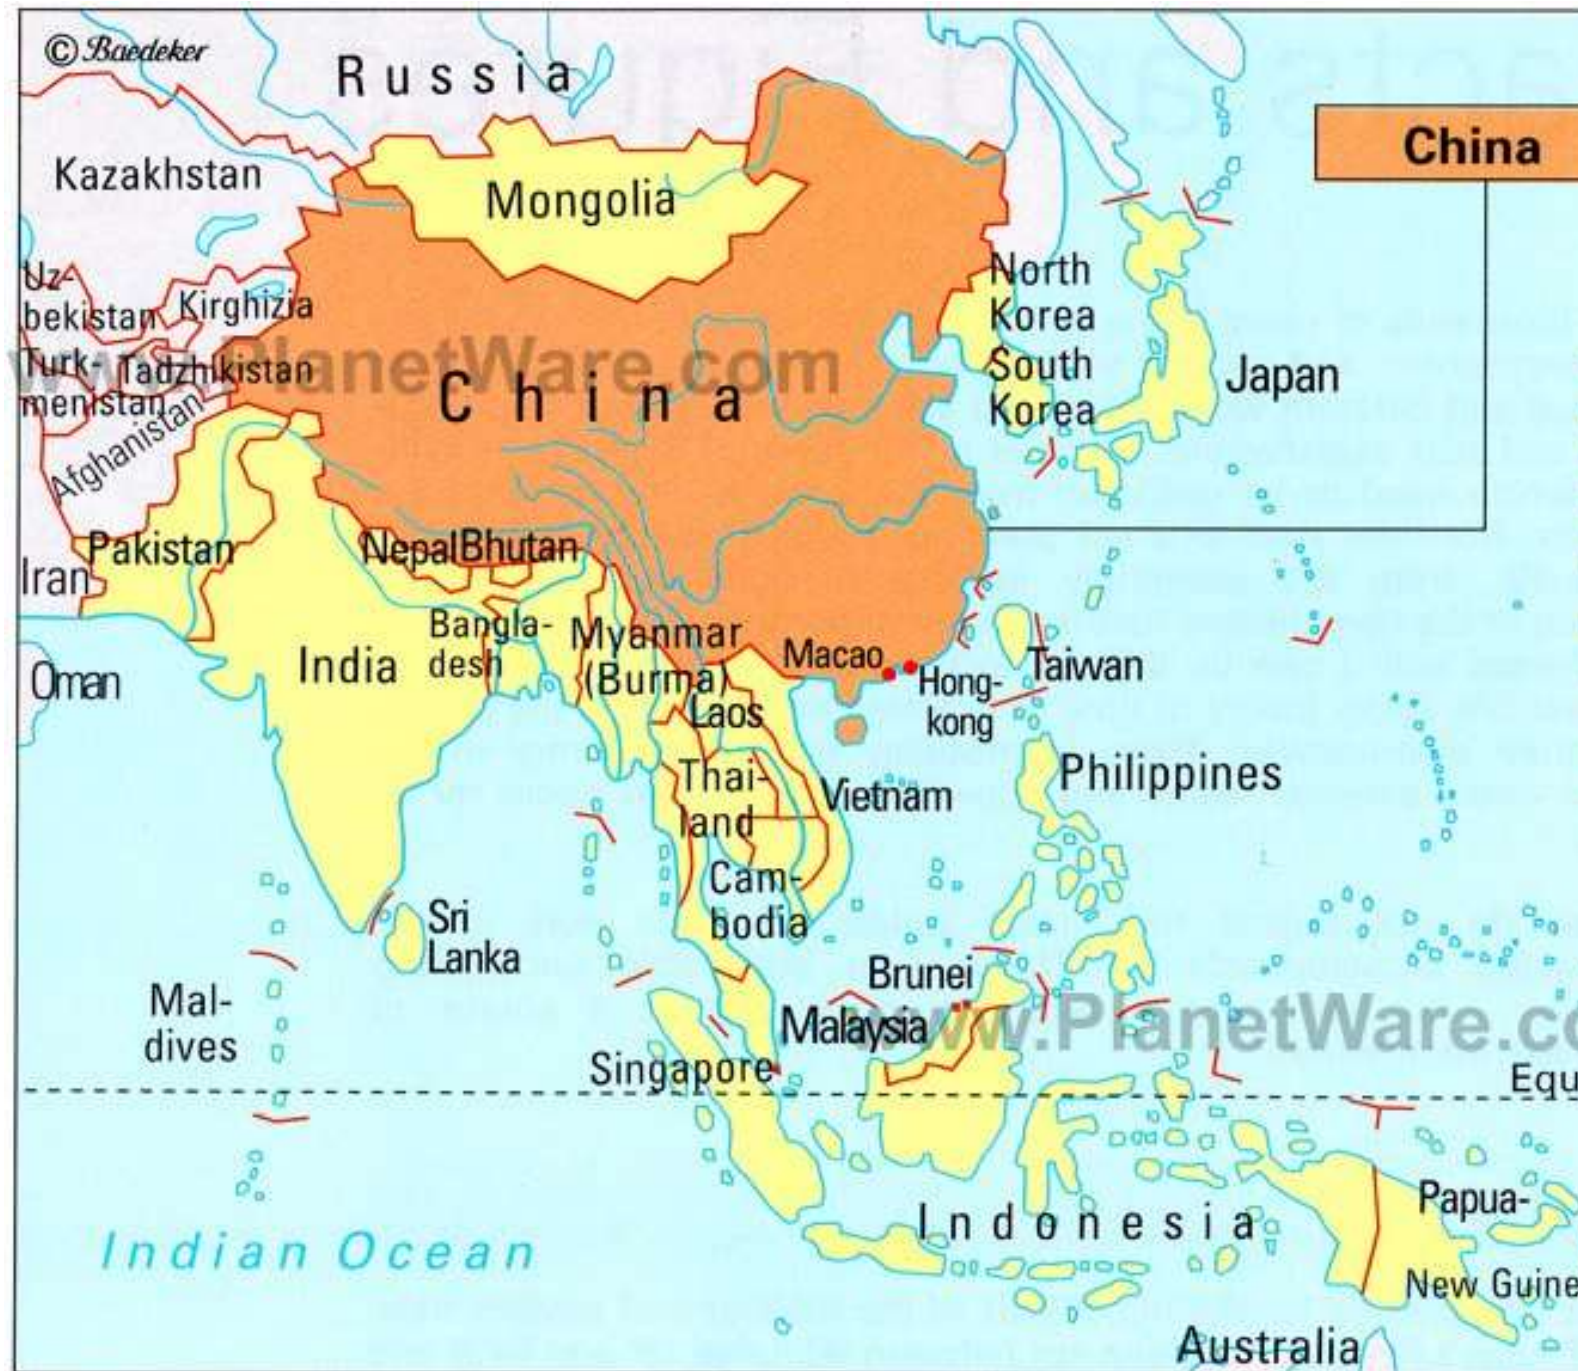 © Baedeker
Russia
China
Kazakhstan
Mongolia
Uz-
bekistan
Kirghizia
North
Korea
South
Korea
Turk-
menistan
Tadzhikistan
www.PlanetWare.com
China
Japan
Afghanistan
Pakistan
Nepal
Bhutan
Iran
Bangla-
desh
Myanmar
(Burma)
India
Macao
Hong-
kong
Taiwan
Oman
Laos
Thai-
land
Vietnam
Philippines
Cam-
bodia
Sri
Lanka
Brunei
Mal-
dives
Malaysia
www.PlanetWare.co
Singapore
Equ
Indonesia
Papua-
New Guine
Indian Ocean
Australia